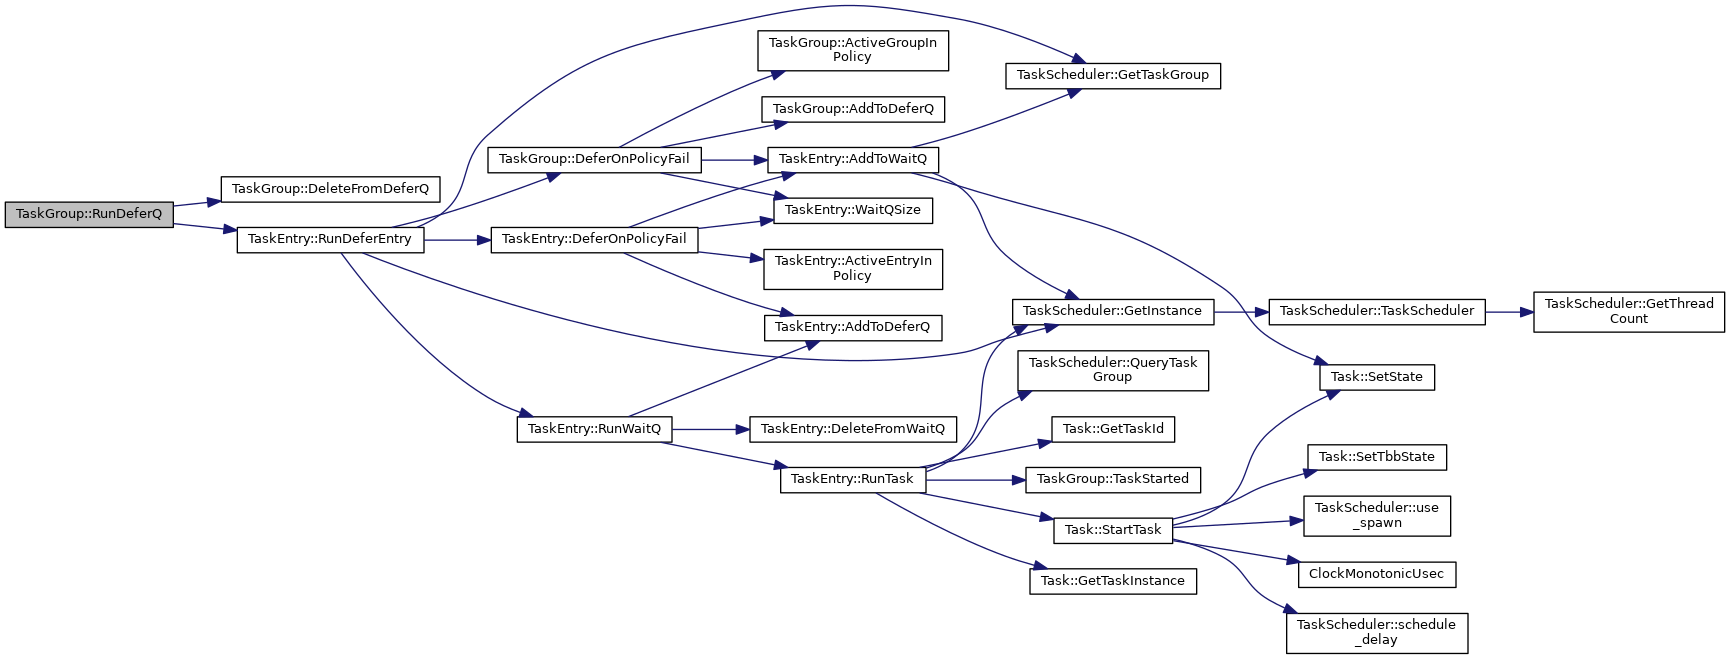 TaskGroup::RunDeferQ
TaskGroup::DeleteFromDeferQ
TaskEntry::RunDeferEntry
TaskGroup::DeferOnPolicyFail
TaskEntry::DeferOnPolicyFail
TaskEntry::RunWaitQ
TaskGroup::ActiveGroupIn
Policy
TaskGroup::AddToDeferQ
TaskEntry::AddToWaitQ
TaskEntry::WaitQSize
TaskEntry::ActiveEntryIn
Policy
TaskEntry::AddToDeferQ
TaskEntry::DeleteFromWaitQ
TaskEntry::RunTask
TaskScheduler::GetTaskGroup
TaskScheduler::GetInstance
TaskScheduler::QueryTask
Group
Task::GetTaskId
TaskGroup::TaskStarted
Task::StartTask
Task::GetTaskInstance
TaskScheduler::TaskScheduler
Task::SetState
Task::SetTbbState
TaskScheduler::use
_spawn
ClockMonotonicUsec
TaskScheduler::schedule
_delay
TaskScheduler::GetThread
Count